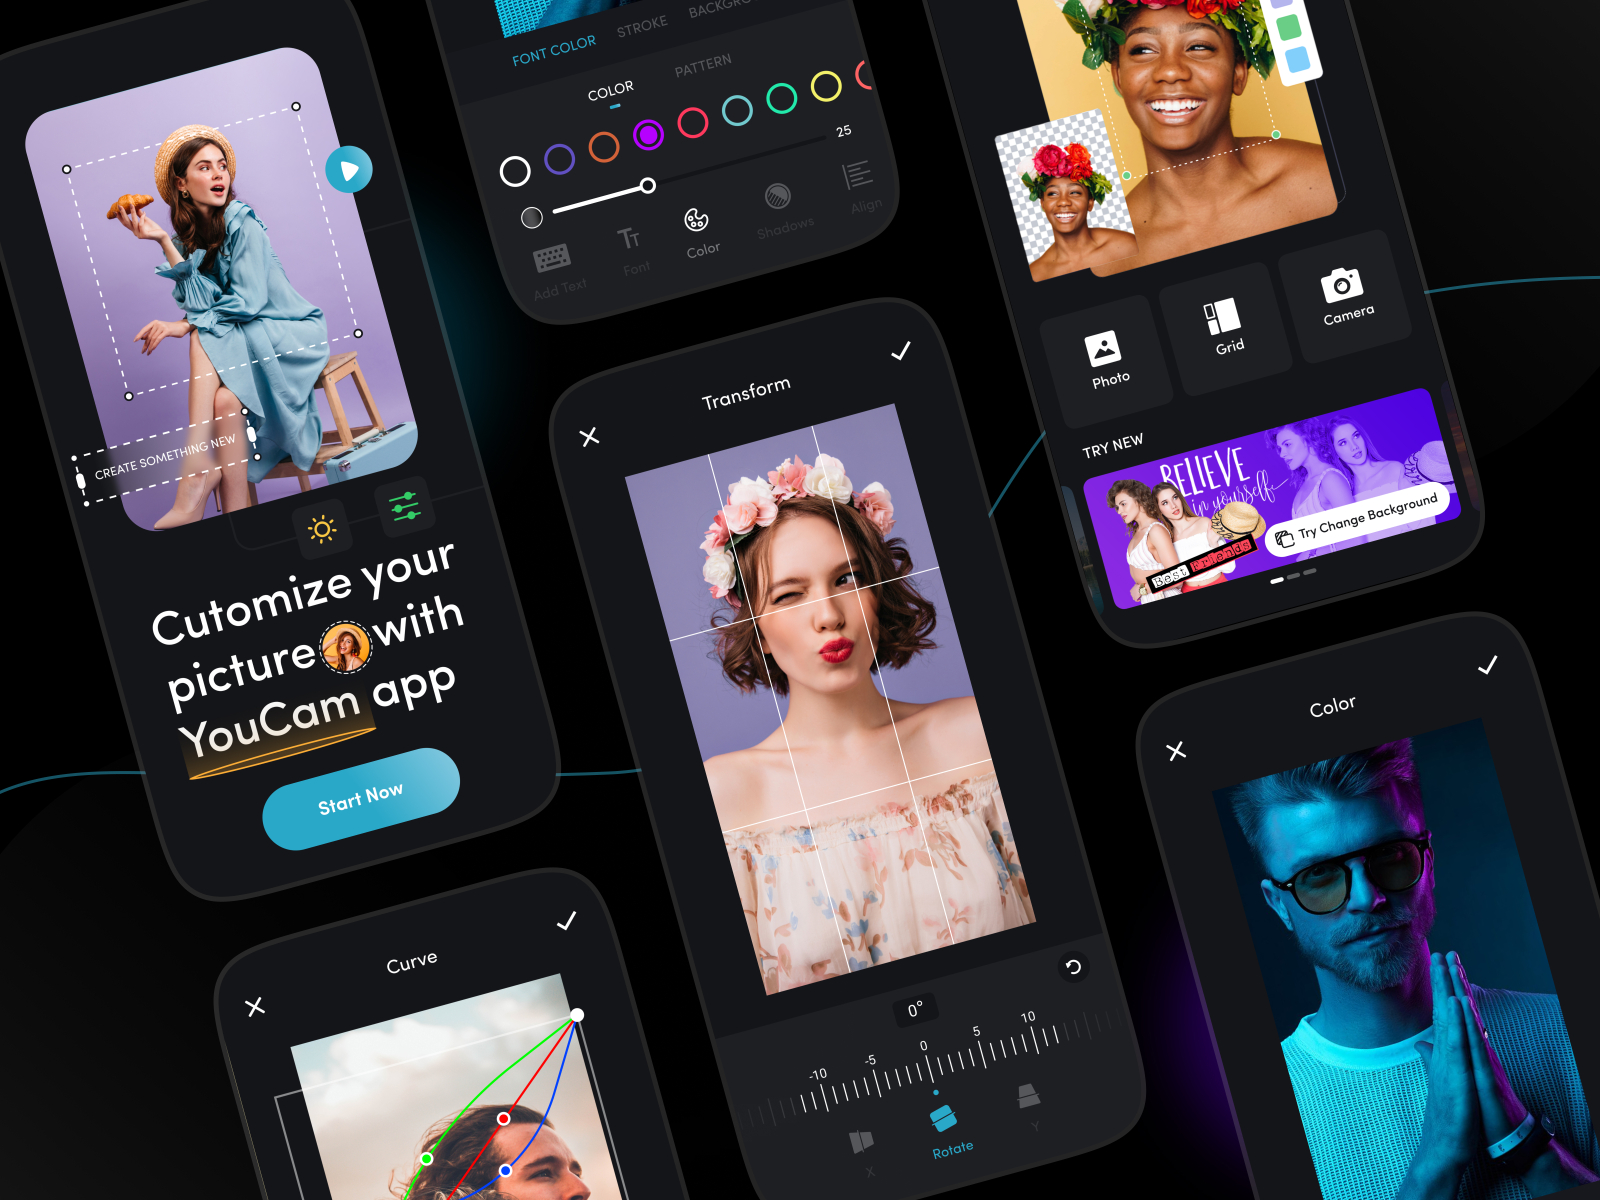 CREATE SOMETHING NEW
Cutomize your
picture with
YouCam app
Start Now
FONT COLOR
STROKE
COLOR
PATTERN
25
Add Text
Font
Color
Shadows
Align
Photo
Grid
Camera
TRY NEW
BELIEVE
in yourself
Best Friends
Try Change Background
Transform
0°
-10
-5
0
5
10
X
Rotate
Y
Curve
Color